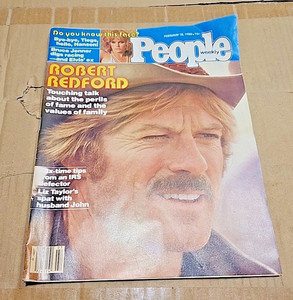 Do you know this face?
Bye-bye, Tiegs,
hello, Hansen!
Bruce Jenner
digs racing
—and Elvis' ex
People
weekly
ROBERT
REDFORD
Touching talk
about the perils
of fame and the
values of family
tips
from an IRS
defector
Liz Taylor's
spat with
husband John